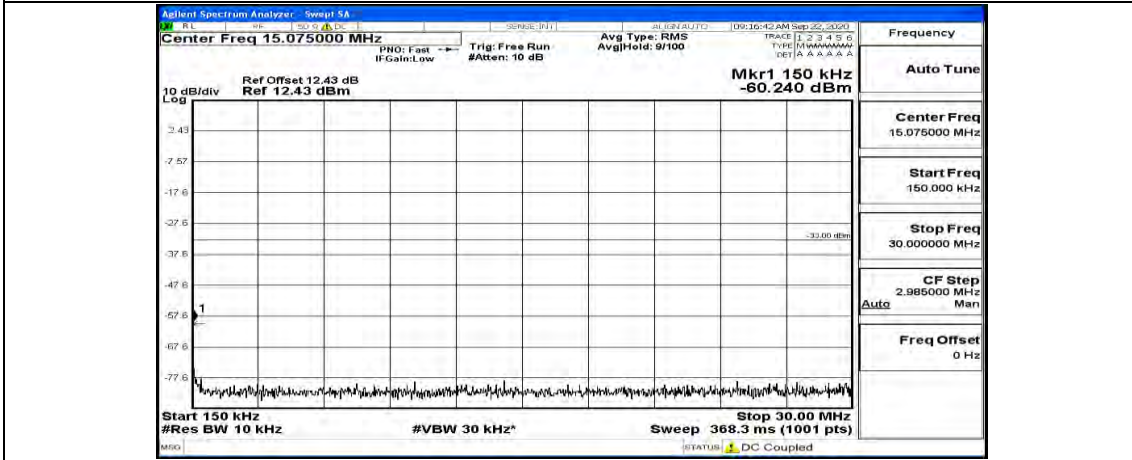 Agilent Spectrum Analyzer - Swept SA
RL RF 50 Ω DC SENSE:INT ALIGN AUTO 09:16:42 AM Sep 22, 2020
Center Freq 15.075000 MHz
PNO: Fast
IFGain:Low
Trig: Free Run
#Atten: 10 dB
Avg Type: RMS
Avg|Hold: 9/100
TRACE 1 2 3 4 5 6
TYPE M
DET A A A A A A
Frequency
Auto Tune
Mkr1 150 kHz
-60.240 dBm
Ref Offset 12.43 dB
10 dB/div Ref 12.43 dBm
Log
2.43
-7.57
-17.6
-27.6
-33.00 dBm
-37.6
-47.6
-57.6
1
-67.6
-77.6
Center Freq
15.075000 MHz
Start Freq
150.000 kHz
Stop Freq
30.000000 MHz
CF Step
2.985000 MHz
Auto Man
Freq Offset
0 Hz
Start 150 kHz Stop 30.00 MHz
#Res BW 10 kHz #VBW 30 kHz* Sweep 368.3 ms (1001 pts)
MSG STATUS DC Coupled